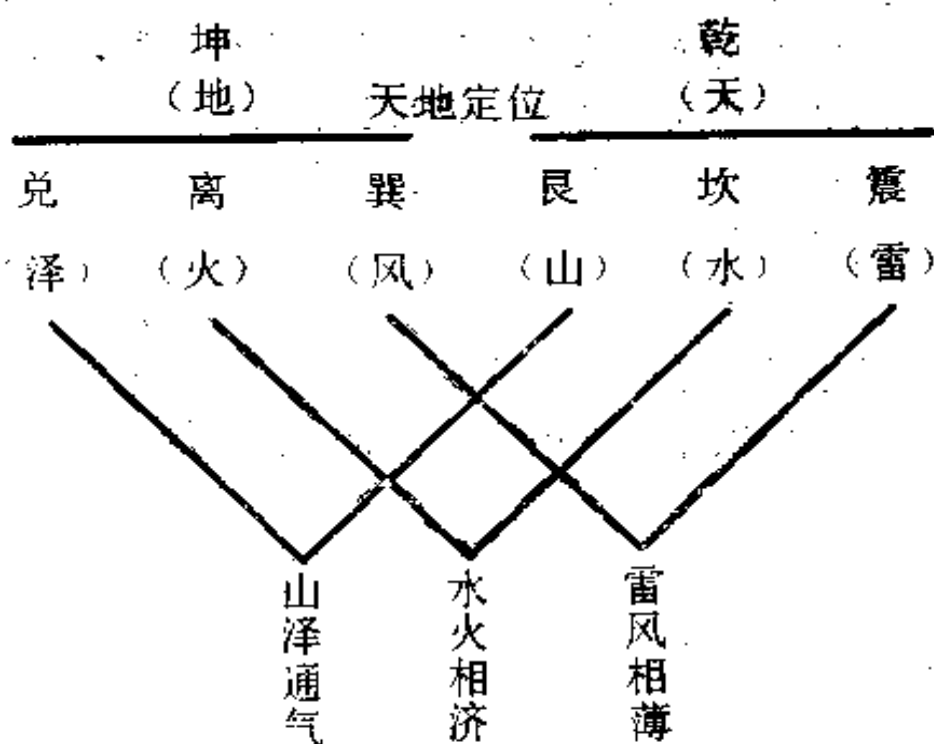 坤 乾
（地） 天地定位 （天）
兑 离 巽 艮 坎 震
（泽） （火） （风） （山） （水） （雷）
山泽通气
水火相济
雷风相薄